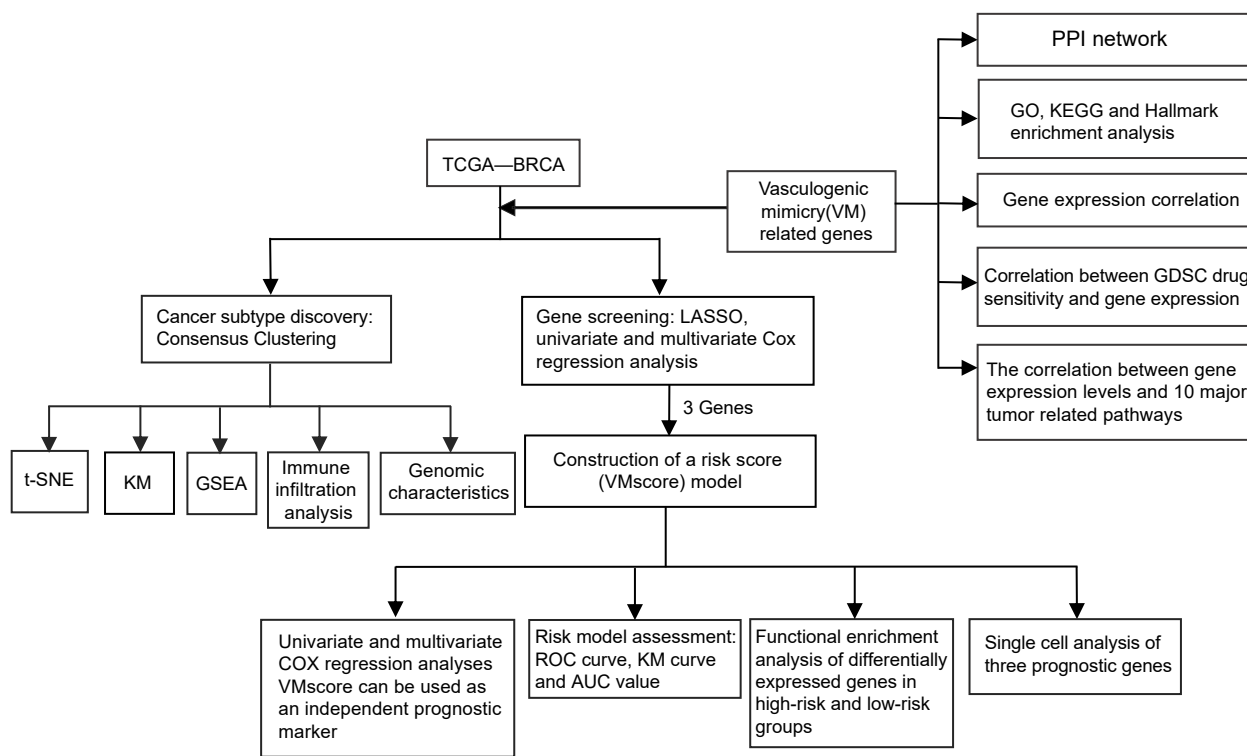 PPI network
GO, KEGG and Hallmark
enrichment analysis
TCGA—BRCA
Vasculogenic
mimicry(VM)
related genes
Gene expression correlation
Correlation between GDSC drug
sensitivity and gene expression
Cancer subtype discovery:
Consensus Clustering
Gene screening: LASSO,
univariate and multivariate Cox
regression analysis
The correlation between gene
expression levels and 10 major
tumor related pathways
3 Genes
t-SNE
KM
GSEA
Immune
infiltration
analysis
Genomic
characteristics
Construction of a risk score
(VMscore) model
Univariate and multivariate
COX regression analyses
VMscore can be used as
an independent prognostic
marker
Risk model assessment:
ROC curve, KM curve
and AUC value
Functional enrichment
analysis of differentially
expressed genes in
high-risk and low-risk
groups
Single cell analysis of
three prognostic genes